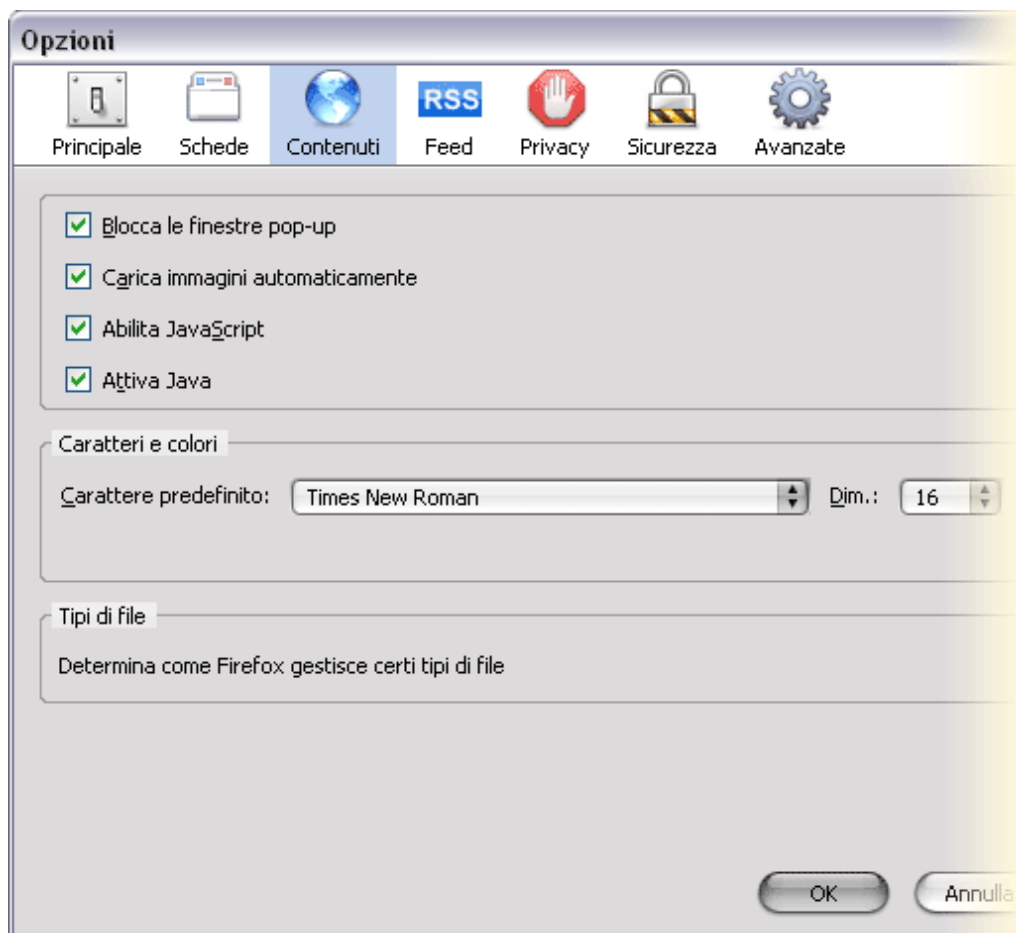 Opzioni
Principale Schede Contenuti RSS Feed Privacy Sicurezza Avanzate
Blocca le finestre pop-up
Carica immagini automaticamente
Abilita JavaScript
Attiva Java
Caratteri e colori
Carattere predefinito: Times New Roman Dim.: 16
Tipi di file
Determina come Firefox gestisce certi tipi di file
OK Annulla